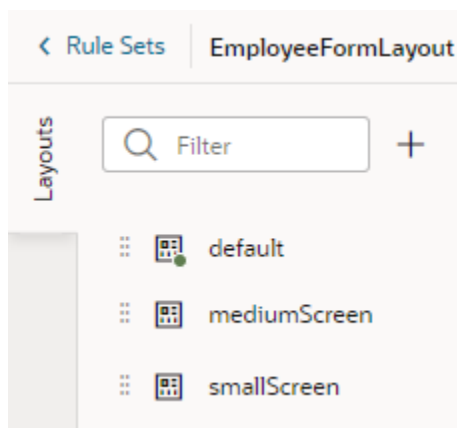 Rule Sets
EmployeeFormLayout
Layouts
Filter
default
mediumScreen
smallScreen